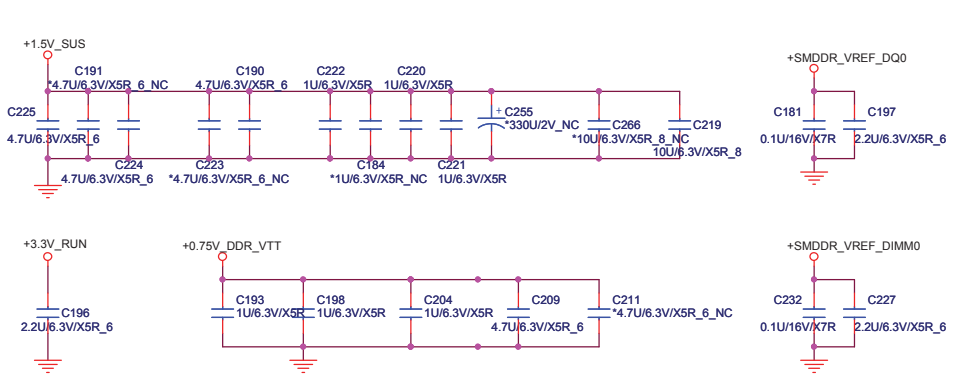 +1.5V_SUS
C191
*4.7U/6.3V/X5R_6_NC
C190
4.7U/6.3V/X5R_6
C222
1U/6.3V/X5R
C220
1U/6.3V/X5R
C225
4.7U/6.3V/X5R_6
+
C255
*330U/2V_NC
C266
*10U/6.3V/X5R_8_NC
C219
10U/6.3V/X5R_8
C224
4.7U/6.3V/X5R_6
C223
*4.7U/6.3V/X5R_6_NC
C184
*1U/6.3V/X5R_NC
C221
1U/6.3V/X5R
+SMDDR_VREF_DQ0
C181
0.1U/16V/X7R
C197
2.2U/6.3V/X5R_6
+3.3V_RUN
C196
2.2U/6.3V/X5R_6
+0.75V_DDR_VTT
C193
1U/6.3V/X5R
C198
1U/6.3V/X5R
C204
1U/6.3V/X5R
C209
4.7U/6.3V/X5R_6
C211
*4.7U/6.3V/X5R_6_NC
+SMDDR_VREF_DIMM0
C232
0.1U/16V/X7R
C227
2.2U/6.3V/X5R_6